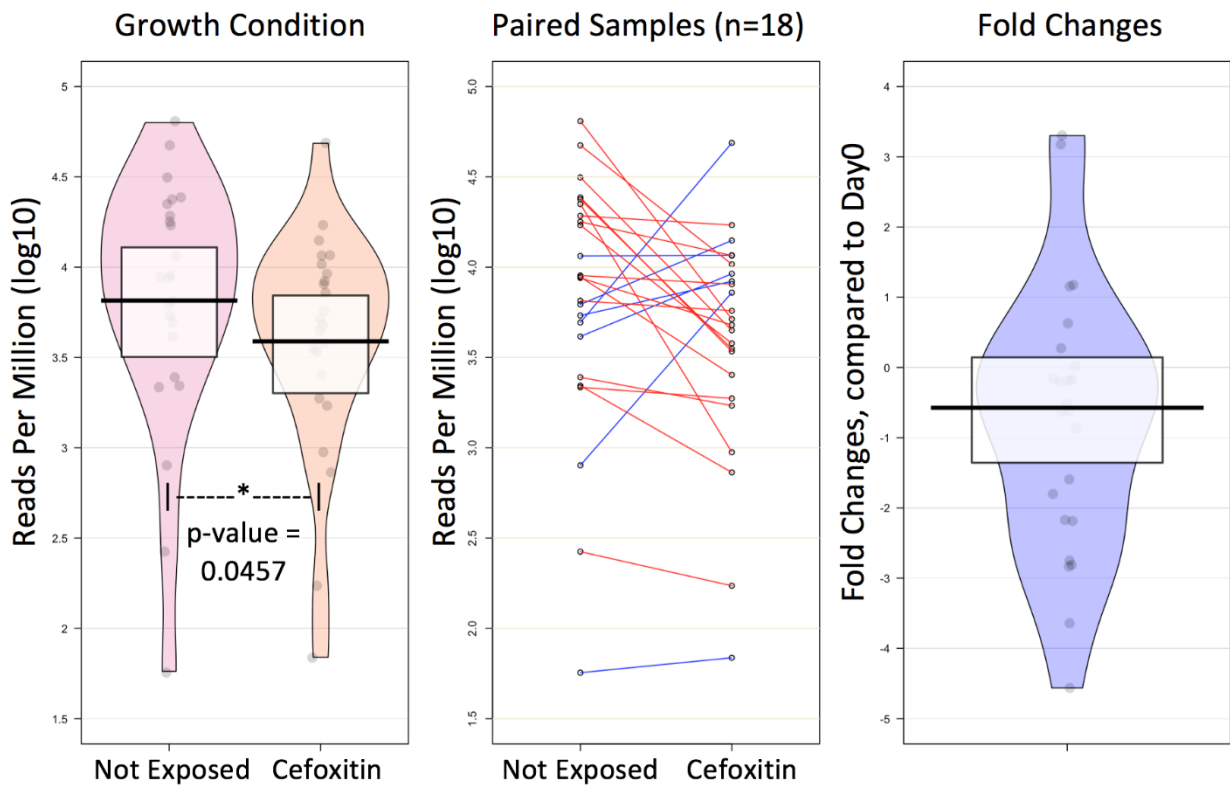 Growth Condition
Reads Per Million (log10)
5
4.5
4
3.5
3
2.5
2
1.5
*
p-value =
0.0457
Not Exposed
Cefoxitin
Paired Samples (n=18)
Reads Per Million (log10)
5.0
4.5
4.0
3.5
3.0
2.5
2.0
1.5
Not Exposed
Cefoxitin
Fold Changes
Fold Changes, compared to Day0
4
3
2
1
0
-1
-2
-3
-4
-5